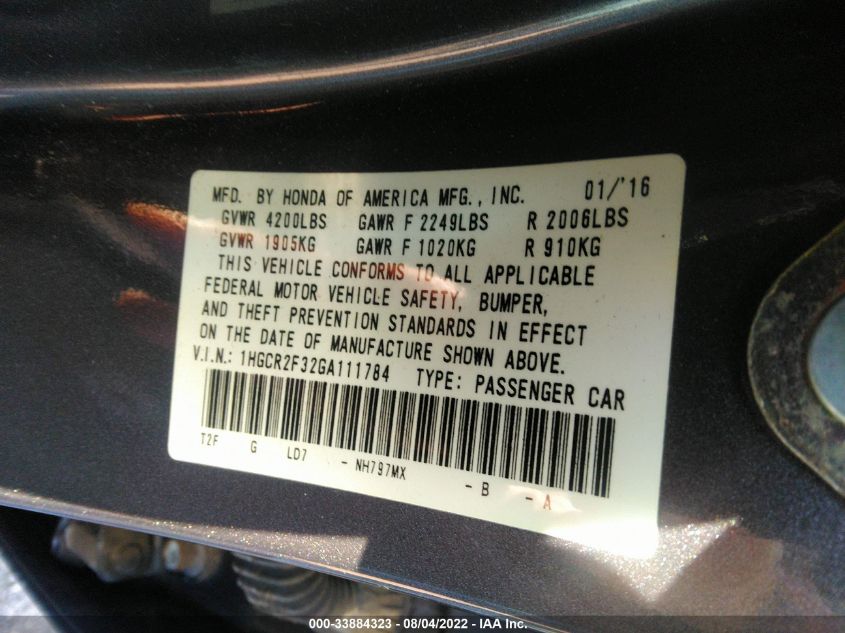 MFD. BY HONDA OF AMERICA MFG., INC. 01/'16
GVWR 4200LBS GAWR F 2249LBS R 2006LBS
GVWR 1905KG GAWR F 1020KG R 910KG
THIS VEHICLE CONFORMS TO ALL APPLICABLE
FEDERAL MOTOR VEHICLE SAFETY, BUMPER,
AND THEFT PREVENTION STANDARDS IN EFFECT
ON THE DATE OF MANUFACTURE SHOWN ABOVE.
V.I.N.: 1HGCR2F32GA111784 TYPE: PASSENGER CAR
T2F G LD7 - NH797MX - B - A
000-33884323 - 08/04/2022 - IAA Inc.